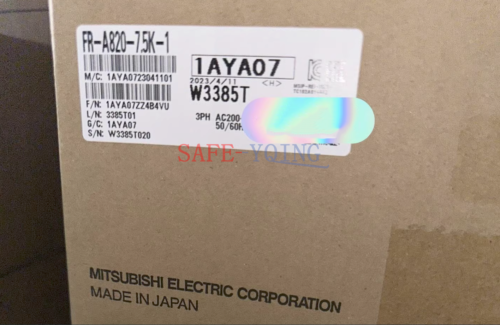 FR-A820-7.5K-1
1AYA07
M/C: 1AYA0723041101
2023/4/11 <H>
W3385T
F/N: 1AYA07ZZ4B4VU
L/N: 3385T01
G/C: 1AYA07
S/N: W3385T020
3PH AC200-
50/60H
SAFE-YQING
MITSUBISHI ELECTRIC CORPORATION
MADE IN JAPAN